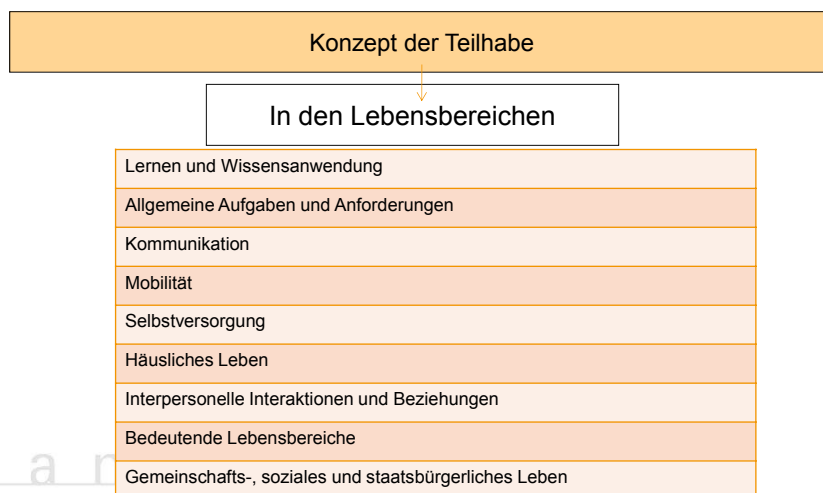 Konzept der Teilhabe
In den Lebensbereichen
Lernen und Wissensanwendung
Allgemeine Aufgaben und Anforderungen
Kommunikation
Mobilität
Selbstversorgung
Häusliches Leben
Interpersonelle Interaktionen und Beziehungen
Bedeutende Lebensbereiche
Gemeinschafts-, soziales und staatsbürgerliches Leben